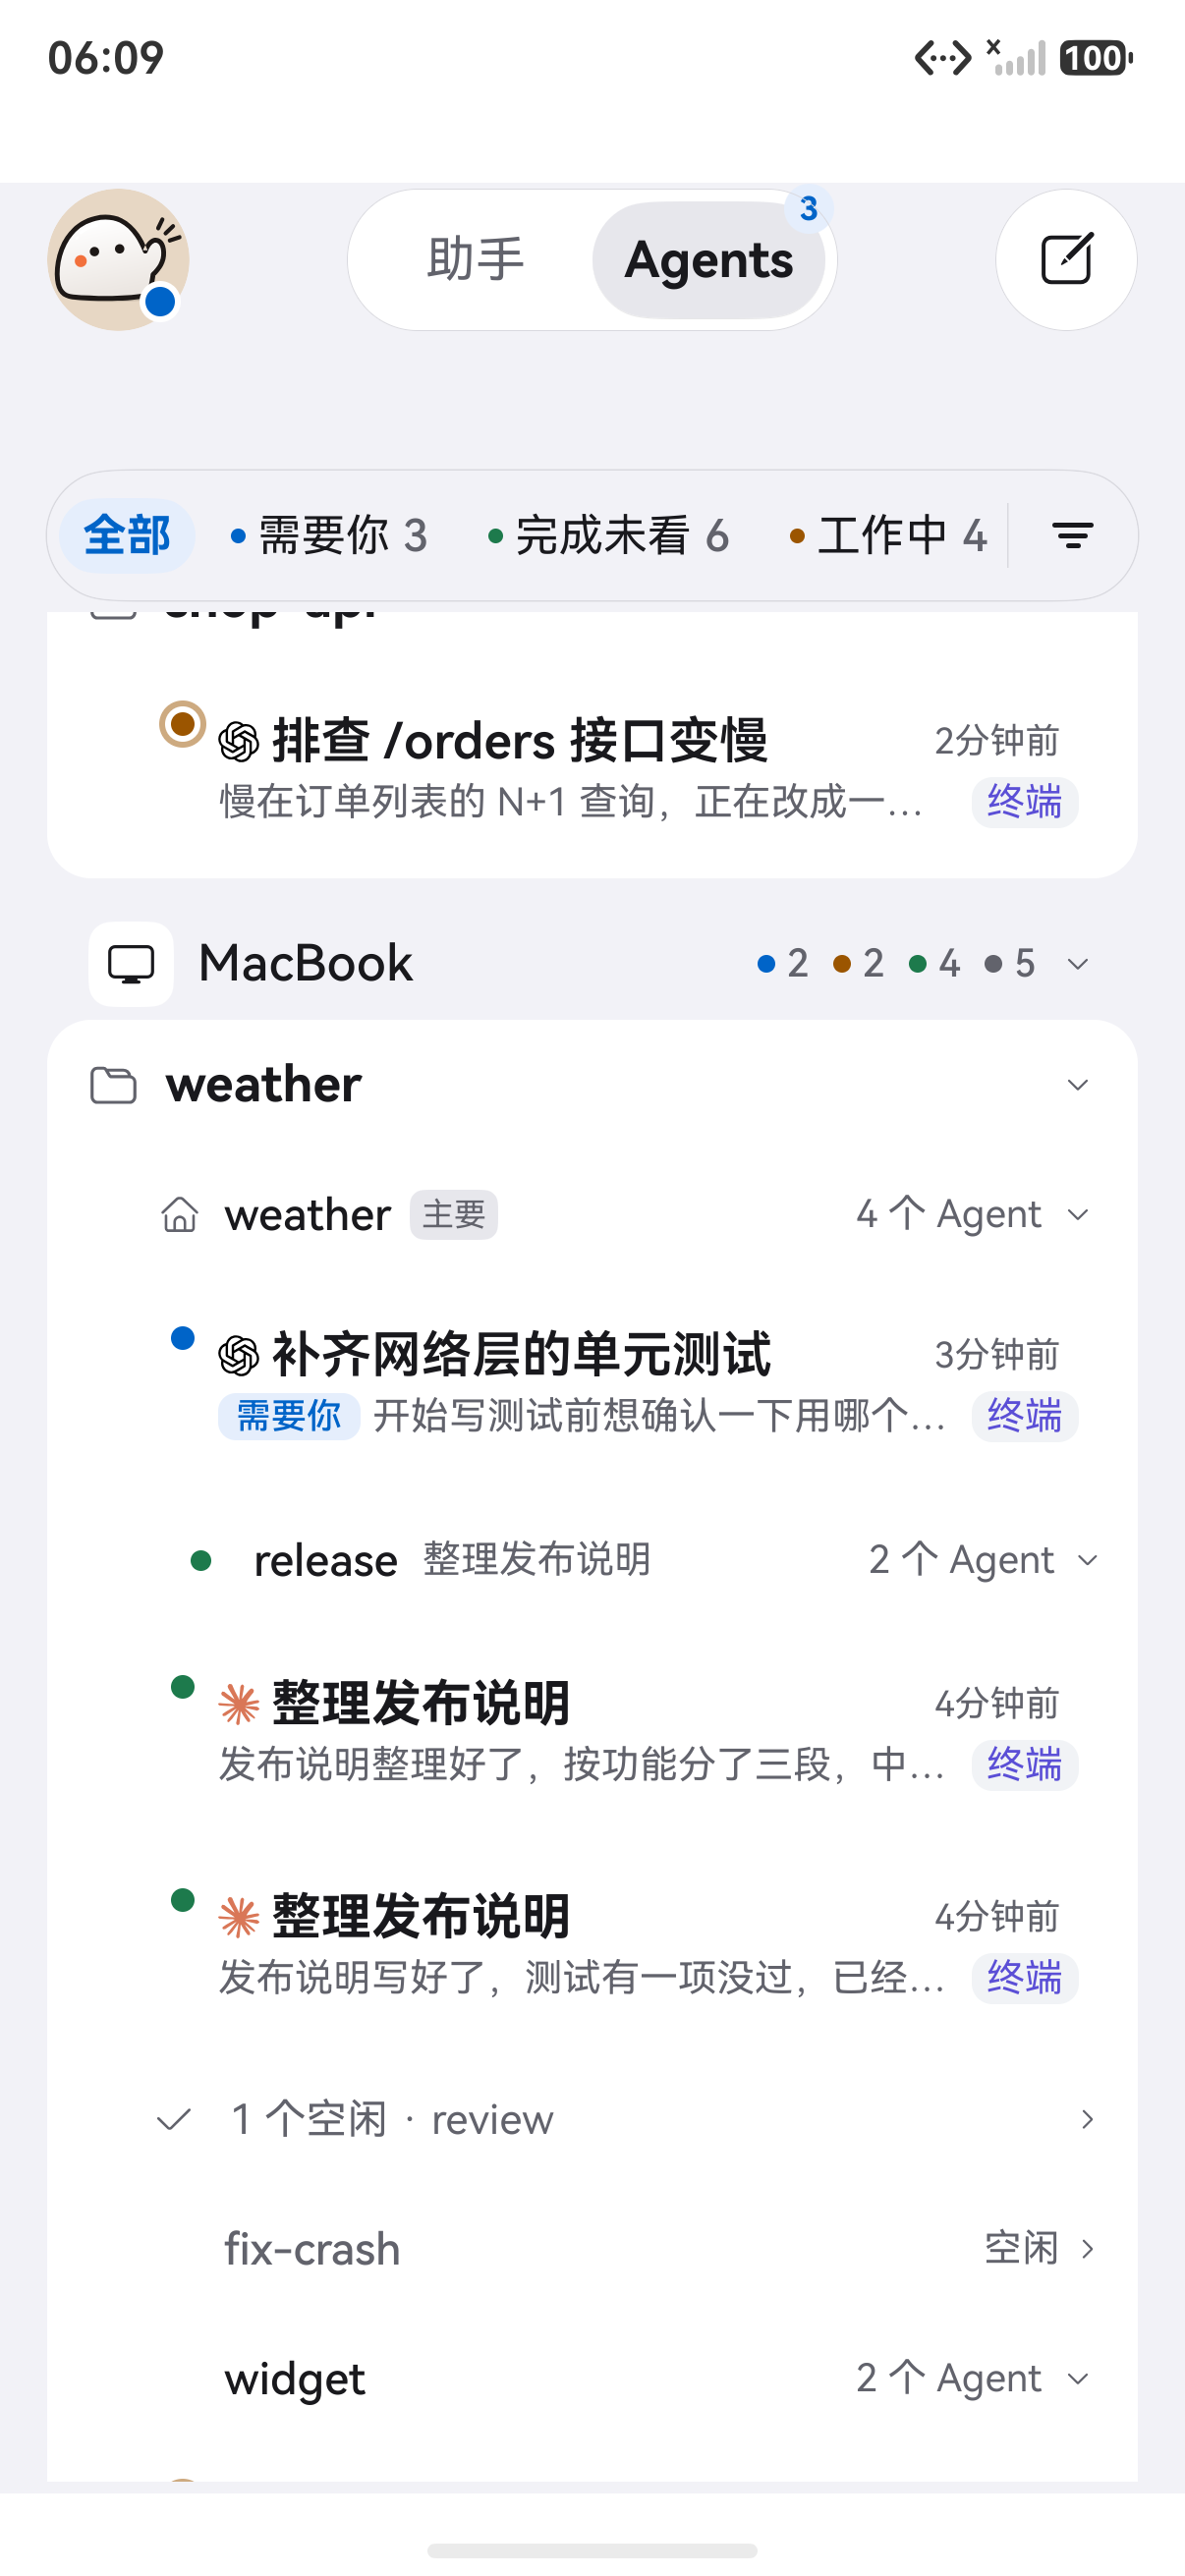 06:09
100
助手
Agents
3
全部
需要你 3
完成未看 6
工作中 4
shop-api
排查 /orders 接口变慢
2分钟前
慢在订单列表的 N+1 查询，正在改成一…
终端
MacBook
2
2
4
5
weather
weather
主要
4 个 Agent
补齐网络层的单元测试
3分钟前
需要你
开始写测试前想确认一下用哪个…
终端
release
整理发布说明
2 个 Agent
整理发布说明
4分钟前
发布说明整理好了，按功能分了三段，中…
终端
整理发布说明
4分钟前
发布说明写好了，测试有一项没过，已经…
终端
1 个空闲 · review
fix-crash
空闲
widget
2 个 Agent